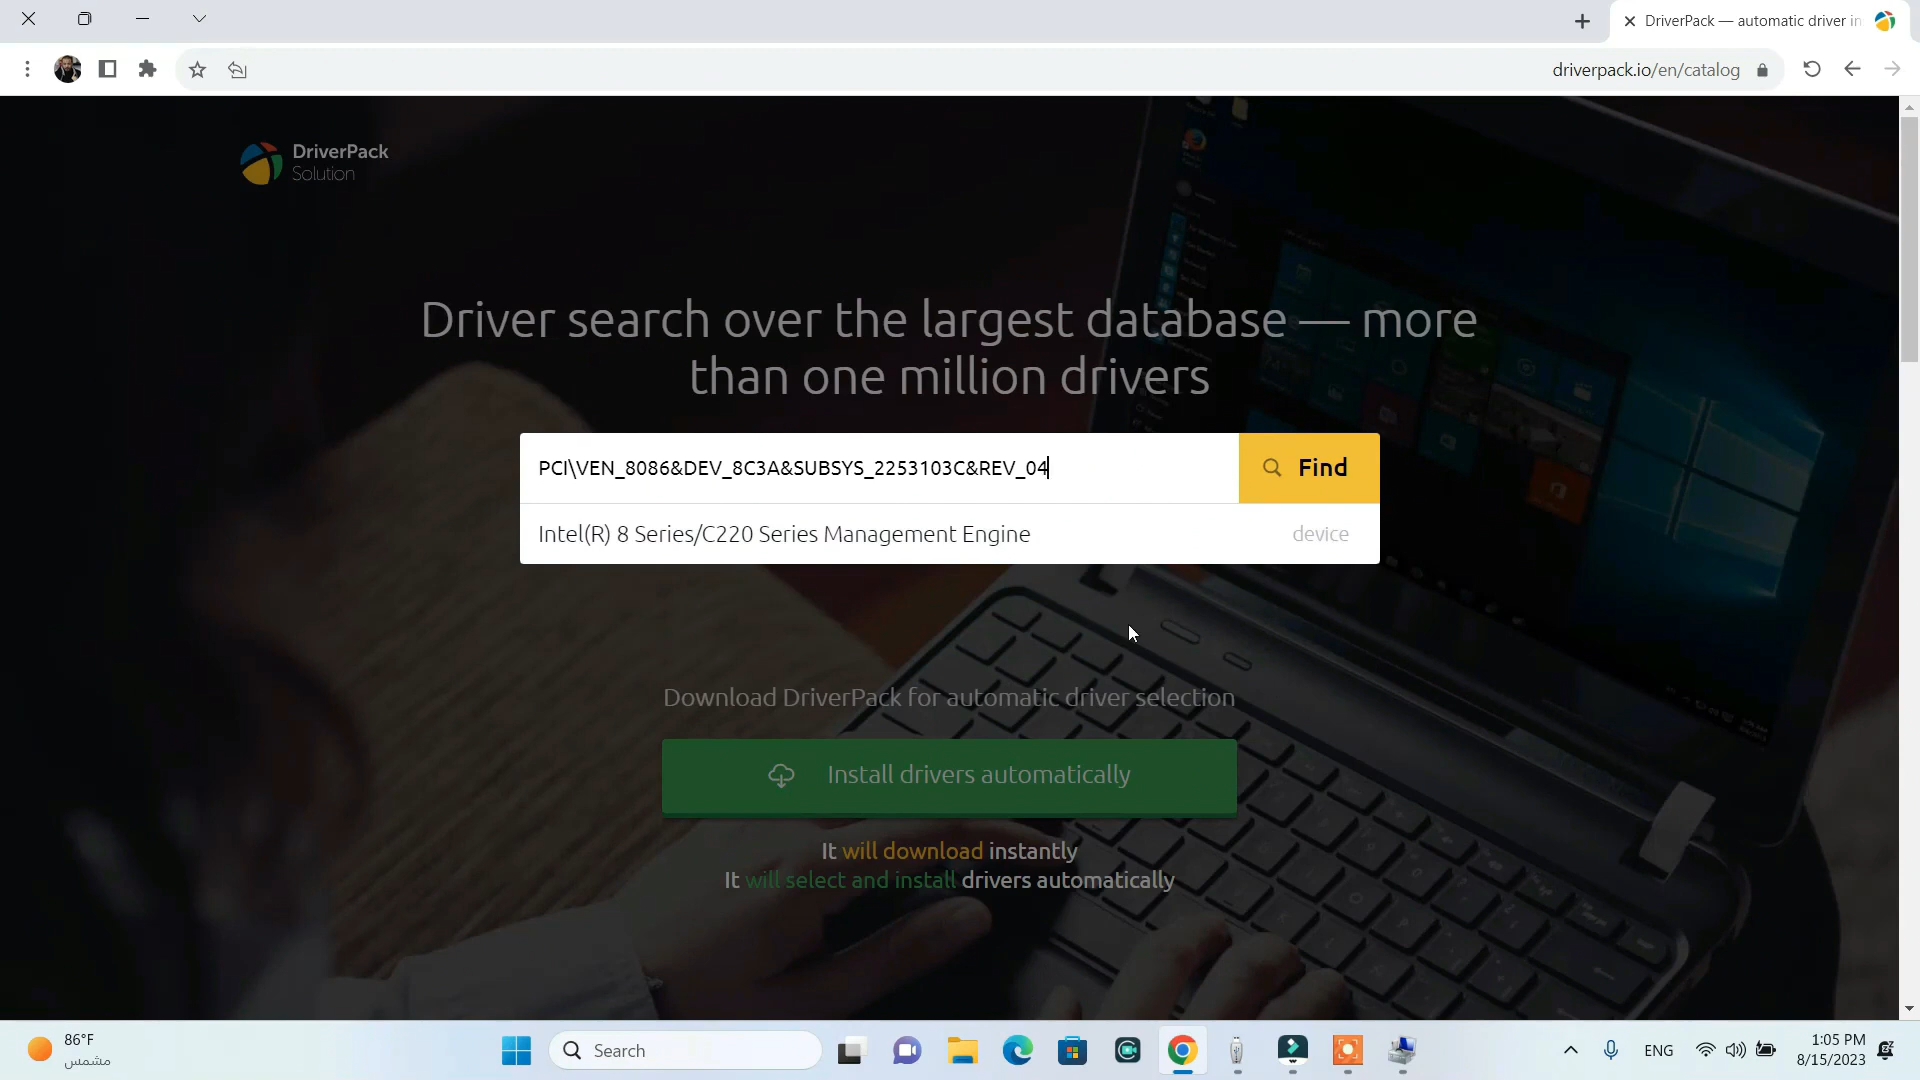 DriverPack — automatic driver in
driverpack.io/en/catalog
DriverPack
Solution
Driver search over the largest database — more
than one million drivers
PCI\VEN_8086&DEV_8C3A&SUBSYS_2253103C&REV_04
Find
Intel(R) 8 Series/C220 Series Management Engine
device
Download DriverPack for automatic driver selection
Install drivers automatically
It will download instantly
It will select and install drivers automatically
86°F
مشمس
Search
ENG
1:05 PM
8/15/2023